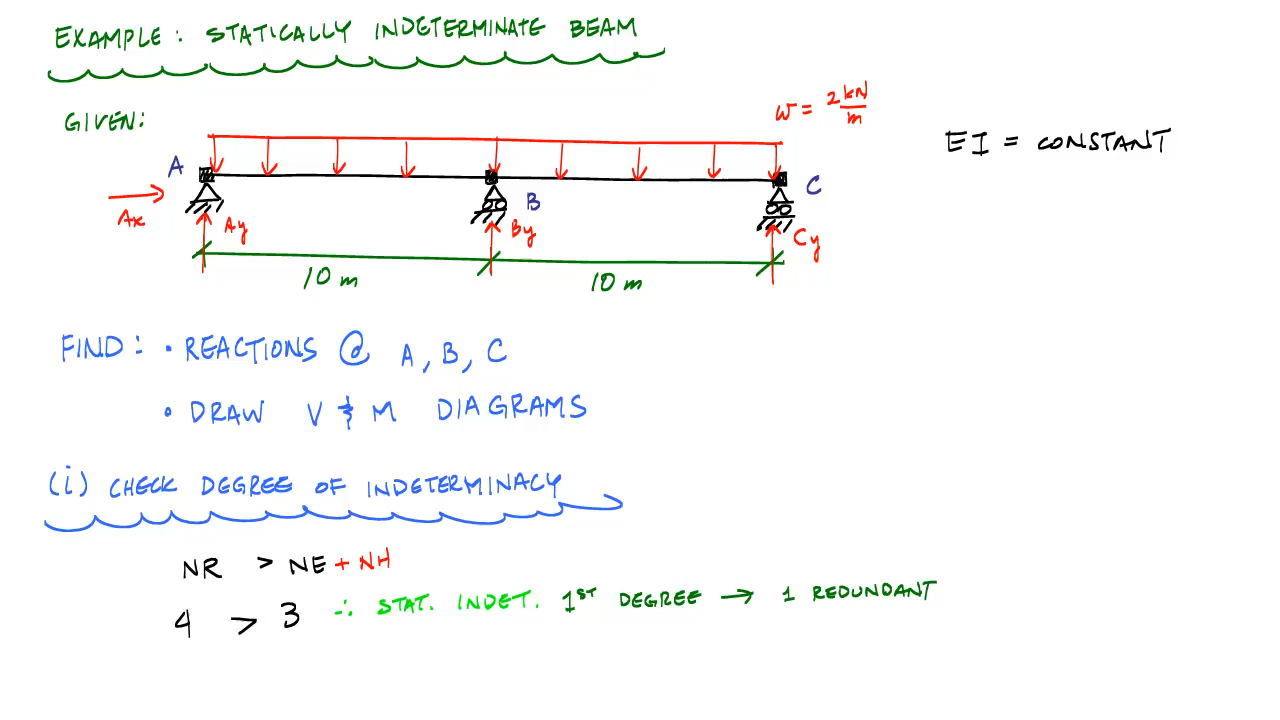 EXAMPLE: STATICALLY INDETERMINATE BEAM
GIVEN:
W = 2 kN/m
EI = CONSTANT
A
B
C
Ax
Ay
By
Cy
10 m
10 m
FIND: • REACTIONS @ A, B, C
• DRAW V & M DIAGRAMS
(i) CHECK DEGREE OF INDETERMINACY
NR > NE + NH
4 > 3 ∴ STAT. INDET. 1ST DEGREE → 1 REDUNDANT